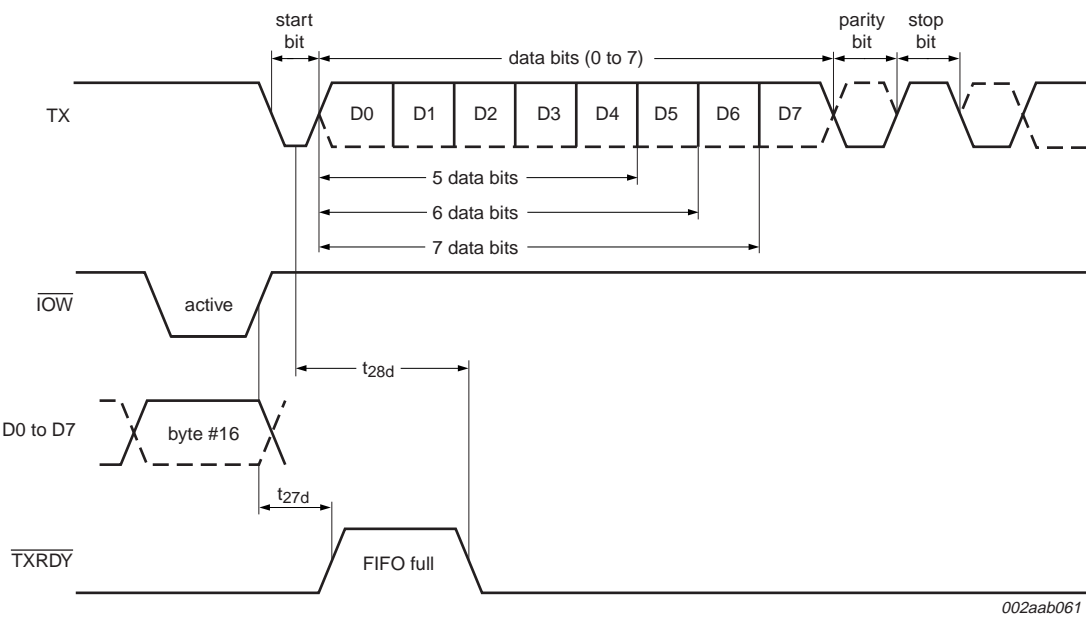 start
bit
parity
bit
stop
bit
data bits (0 to 7)
TX
D0
D1
D2
D3
D4
D5
D6
D7
5 data bits
6 data bits
7 data bits
IOW
active
t28d
D0 to D7
byte #16
t27d
TXRDY
FIFO full
002aab061